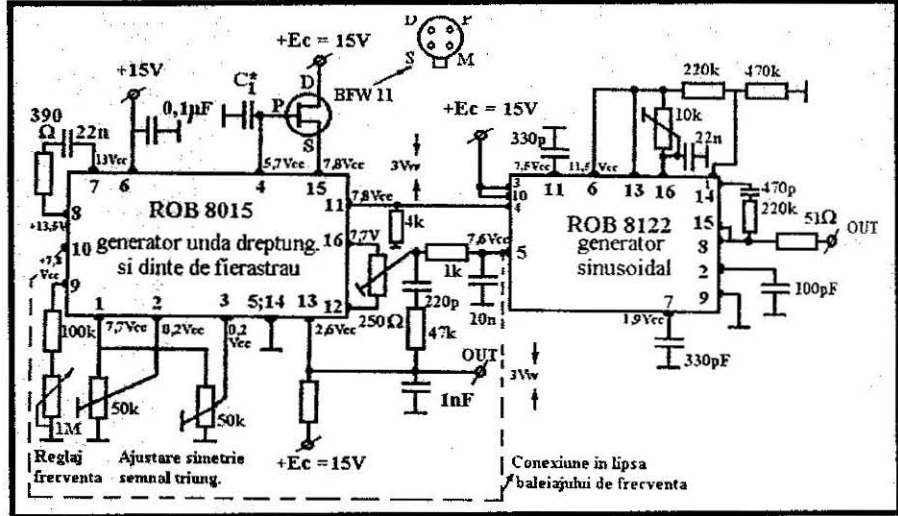 D P
S M
+Ec = 15V
+15V
C1*
D
P
S
BFW 11
390
Ω
22n
0,1µF
220k
470k
+Ec = 15V
330p
10k
22n
13Vcc
5,7Vcc
7,8Vcc
3Vvv
7,5Vcc
7 6 4 15
3
10
4
11 6 13 16
1
14
470p
220k
8
+13,5V
ROB 8015
generator unda dreptung.
si dinte de fierastrau
11
7,8Vcc
4k
ROB 8122
generator
sinusoidal
15
8
51Ω
OUT
10
Vcc
9
16
7,7V
7,6Vcc
5
1k
2
9
100pF
1 2 3 5;14 13 12
7,7Vcc
0,2
Vcc
2,6Vcc
250Ω
220p
47k
10n
7
1,9Vcc
330pF
100k
50k
50k
1M
OUT
1nF
3Vvv
+Ec =15V
Reglaj
frecventa
Ajustare simetrie
semnal triung.
Conexiune in lipsa
baleiajului de frecventa